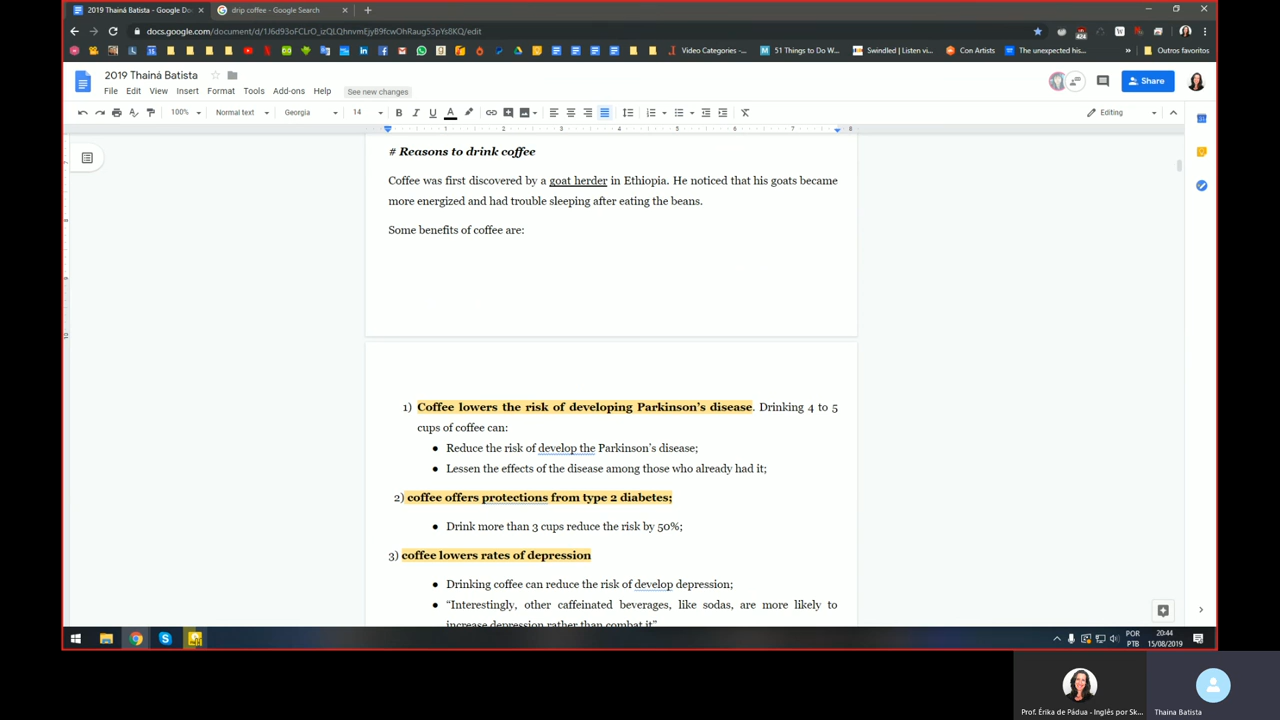 2019 Thainá Batista - Google Do
drip coffee - Google Search
docs.google.com/document/d/1J6d93oFCLrO_izQLQhnvmEjyB9fcwOhRaug53pYs8KQ/edit
Video Categories -...
51 Things to Do W...
Swindled | Listen vi...
Con Artists
The unexpected his...
Outros favoritos
2019 Thainá Batista
File Edit View Insert Format Tools Add-ons Help See new changes
Share
100% Normal text Georgia 14 Editing
# Reasons to drink coffee
Coffee was first discovered by a goat herder in Ethiopia. He noticed that his goats became
more energized and had trouble sleeping after eating the beans.
Some benefits of coffee are:
1) Coffee lowers the risk of developing Parkinson's disease. Drinking 4 to 5
cups of coffee can:
● Reduce the risk of develop the Parkinson's disease;
● Lessen the effects of the disease among those who already had it;
2) coffee offers protections from type 2 diabetes;
● Drink more than 3 cups reduce the risk by 50%;
3) coffee lowers rates of depression
● Drinking coffee can reduce the risk of develop depression;
● “Interestingly, other caffeinated beverages, like sodas, are more likely to
increase depression rather than combat it”
POR
PTB
20:44
15/08/2019
Prof. Érika de Pádua - Inglês por Sk...
Thaina Batista